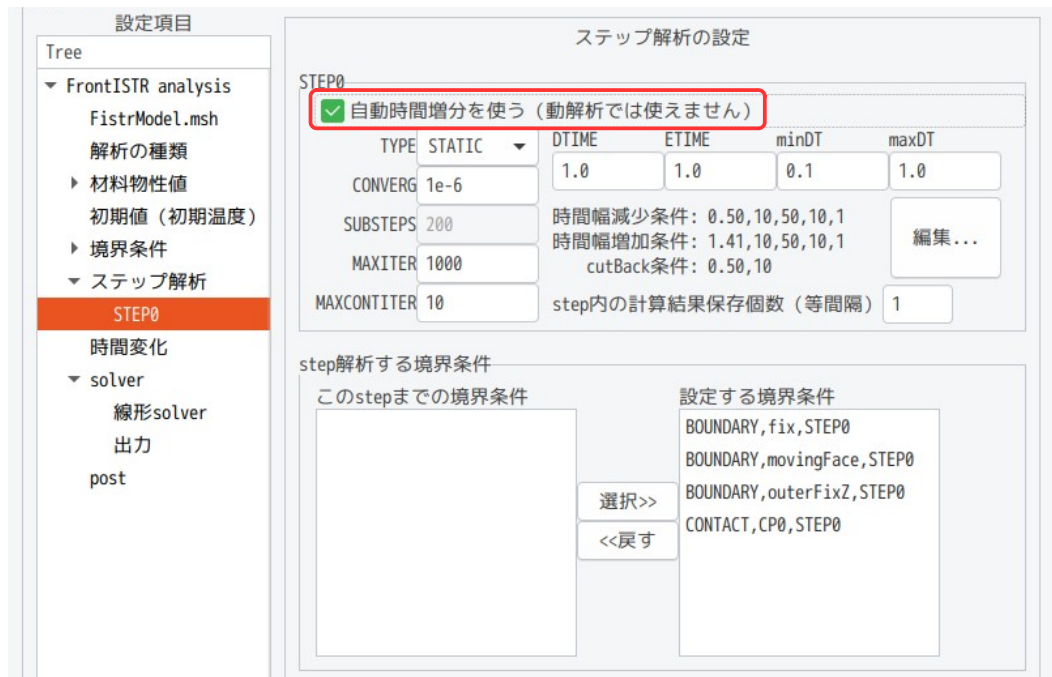 設定項目
Tree
FrontISTR analysis
FistrModel.msh
解析の種類
材料物性値
初期値（初期温度）
境界条件
ステップ解析
STEP0
時間変化
solver
線形solver
出力
post
ステップ解析の設定
STEP0
自動時間増分を使う（動解析では使えません）
TYPE STATIC
CONVERG 1e-6
SUBSTEPS 200
MAXITER 1000
MAXCONTITER 10
DTIME ETIME minDT maxDT
1.0 1.0 0.1 1.0
時間幅減少条件: 0.50,10,50,10,1
時間幅増加条件: 1.41,10,50,10,1
cutBack条件: 0.50,10
編集...
step内の計算結果保存個数（等間隔） 1
step解析する境界条件
このstepまでの境界条件
選択>>
<<戻す
設定する境界条件
BOUNDARY,fix,STEP0
BOUNDARY,movingFace,STEP0
BOUNDARY,outerFixZ,STEP0
CONTACT,CP0,STEP0